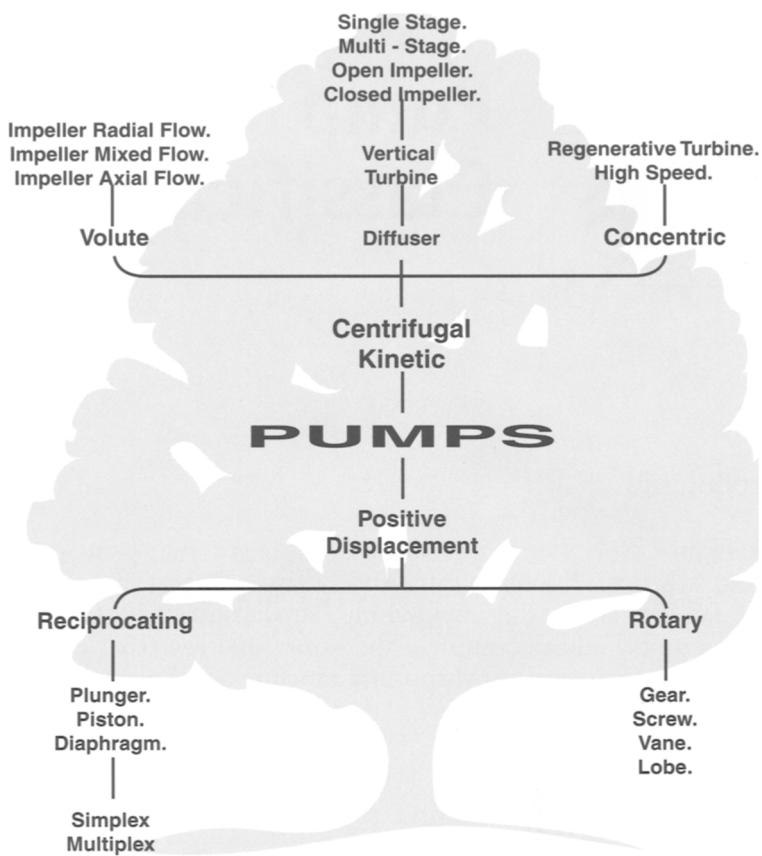 Single Stage.
Multi - Stage.
Open Impeller.
Closed Impeller.
Impeller Radial Flow.
Impeller Mixed Flow.
Impeller Axial Flow.
Vertical
Turbine
Regenerative Turbine.
High Speed.
Volute
Diffuser
Concentric
Centrifugal
Kinetic
PUMPS
Positive
Displacement
Reciprocating
Rotary
Plunger.
Piston.
Diaphragm.
Gear.
Screw.
Vane.
Lobe.
Simplex
Multiplex